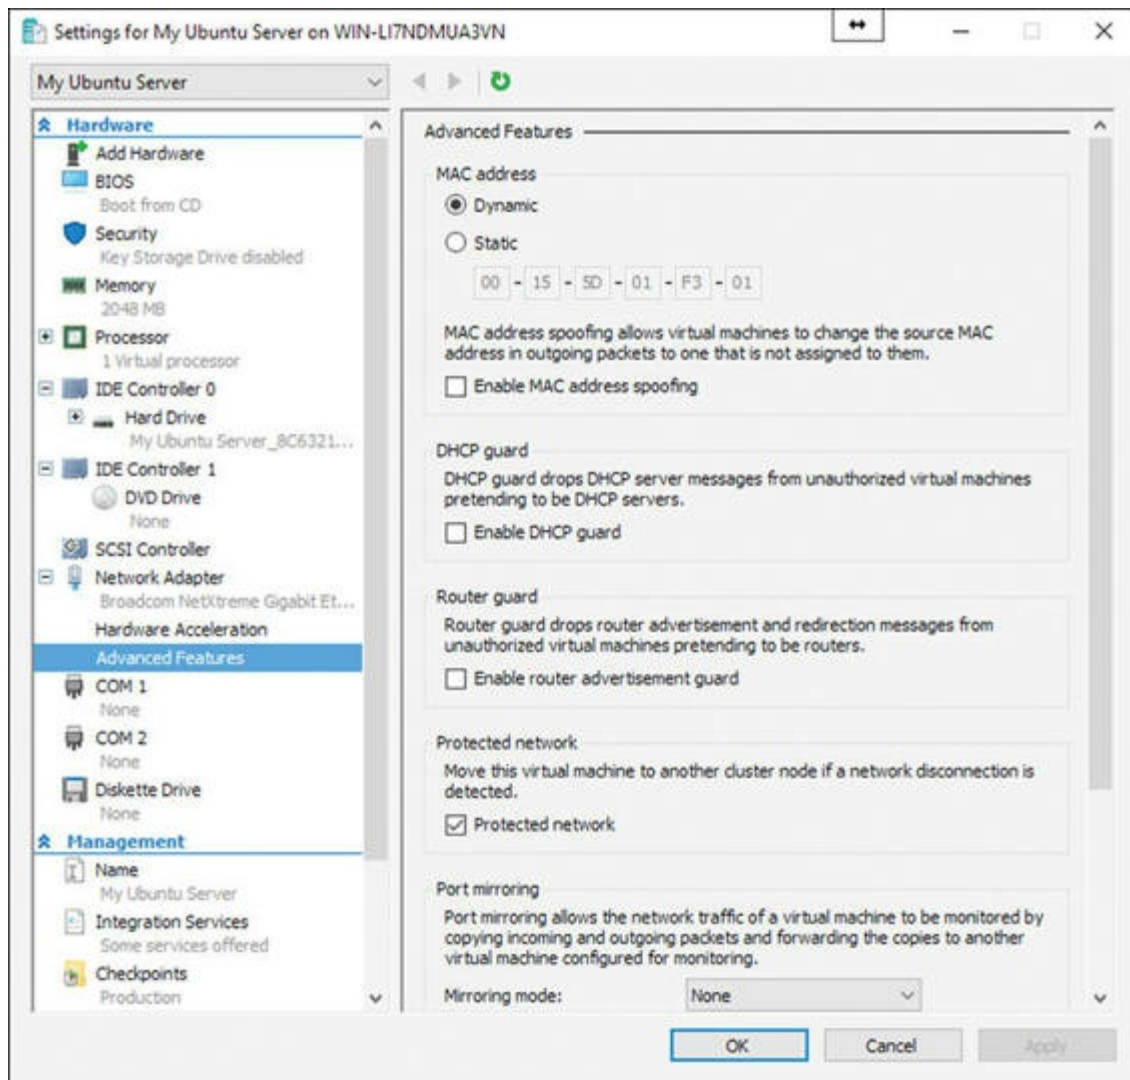 Settings for My Ubuntu Server on WIN-LI7NDMUA3VN
My Ubuntu Server
Hardware
Add Hardware
BIOS
Boot from CD
Security
Key Storage Drive disabled
Memory
2048 MB
Processor
1 Virtual processor
IDE Controller 0
Hard Drive
My Ubuntu Server_8C6321...
IDE Controller 1
DVD Drive
None
SCSI Controller
Network Adapter
Broadcom NetXtreme Gigabit Et...
Hardware Acceleration
Advanced Features
COM 1
None
COM 2
None
Diskette Drive
None
Management
Name
My Ubuntu Server
Integration Services
Some services offered
Checkpoints
Production
Advanced Features
MAC address
Dynamic
Static
00 - 15 - 5D - 01 - F3 - 01
MAC address spoofing allows virtual machines to change the source MAC
address in outgoing packets to one that is not assigned to them.
Enable MAC address spoofing
DHCP guard
DHCP guard drops DHCP server messages from unauthorized virtual machines
pretending to be DHCP servers.
Enable DHCP guard
Router guard
Router guard drops router advertisement and redirection messages from
unauthorized virtual machines pretending to be routers.
Enable router advertisement guard
Protected network
Move this virtual machine to another cluster node if a network disconnection is
detected.
Protected network
Port mirroring
Port mirroring allows the network traffic of a virtual machine to be monitored by
copying incoming and outgoing packets and forwarding the copies to another
virtual machine configured for monitoring.
Mirroring mode: None
OK Cancel Apply